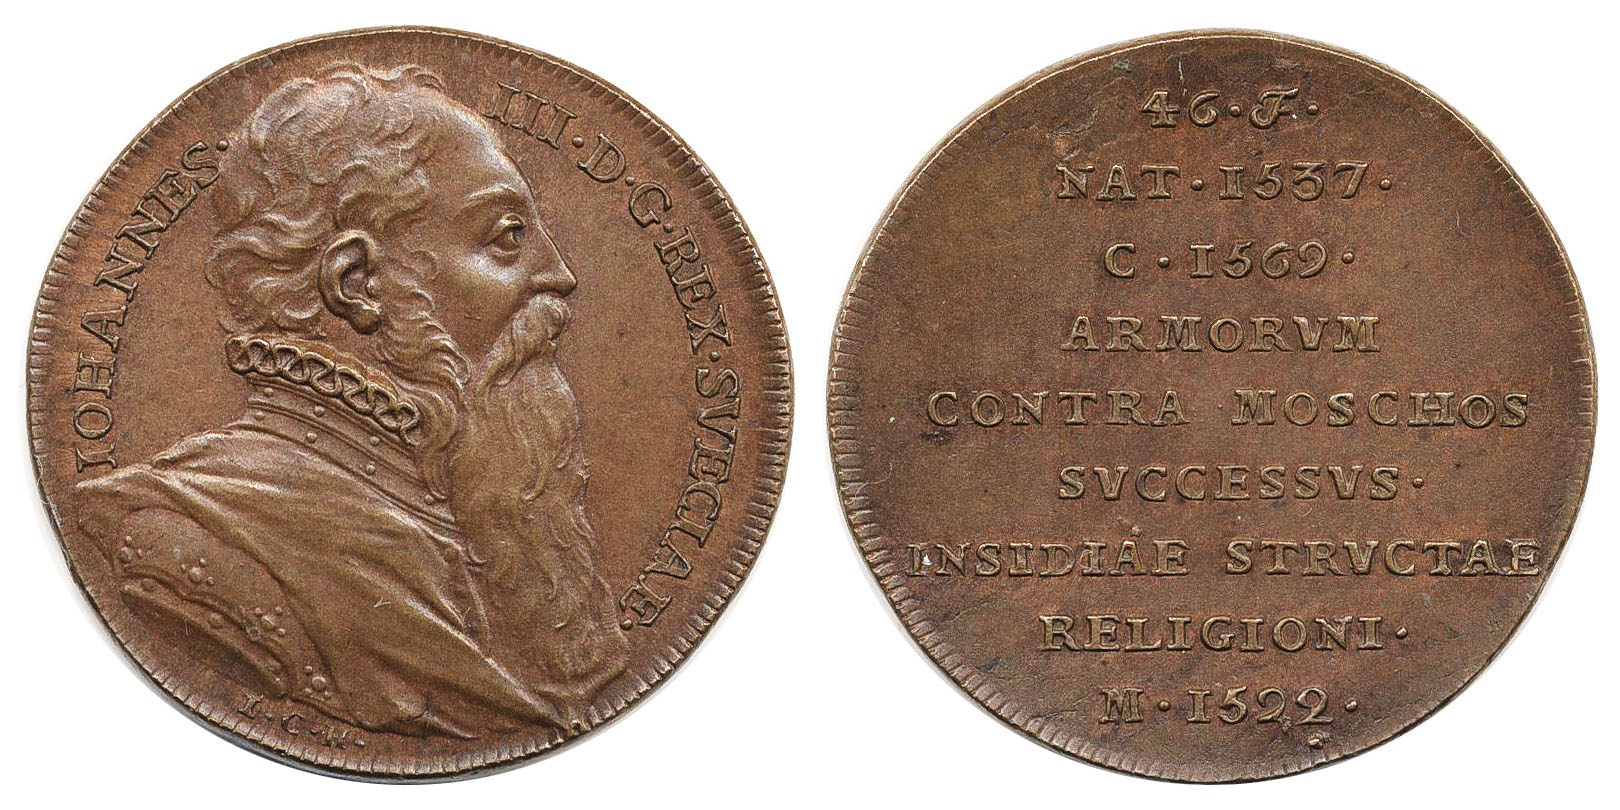 IOHANNES· III·D·G·REX·SVECIAE·
I·C·H·
46·F·
NAT·1537·
C·1569·
ARMORVM
CONTRA MOSCHOS
SVCCESSVS·
INSIDIAE STRVCTAE
RELIGIONI·
M·1592·